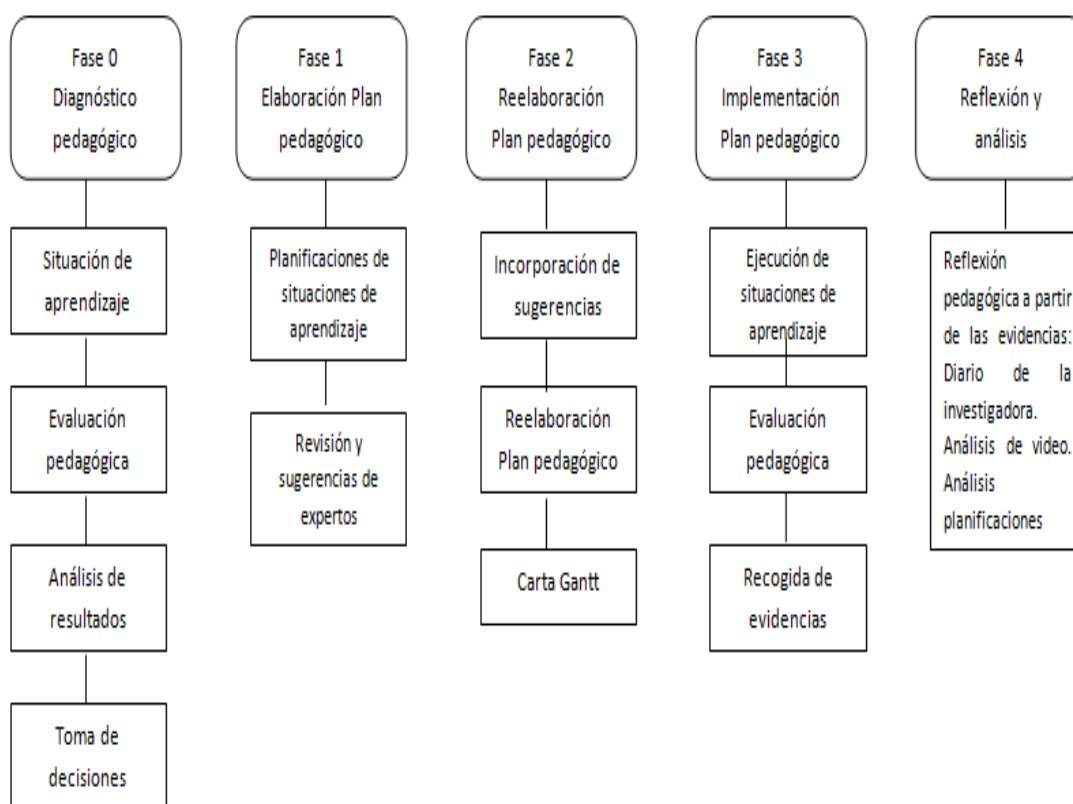 Fase 0
Diagnóstico
pedagógico
Situación de
aprendizaje
Evaluación
pedagógica
Análisis de
resultados
Toma de
decisiones
Fase 1
Elaboración Plan
pedagógico
Planificaciones de
situaciones de
aprendizaje
Revisión y
sugerencias de
expertos
Fase 2
Reelaboración
Plan pedagógico
Incorporación de
sugerencias
Reelaboración
Plan pedagógico
Carta Gantt
Fase 3
Implementación
Plan pedagógico
Ejecución de
situaciones de
aprendizaje
Evaluación
pedagógica
Recogida de
evidencias
Fase 4
Reflexión y
análisis
Reflexión
pedagógica a partir
de las evidencias:
Diario de la
investigadora.
Análisis de video.
Análisis
planificaciones